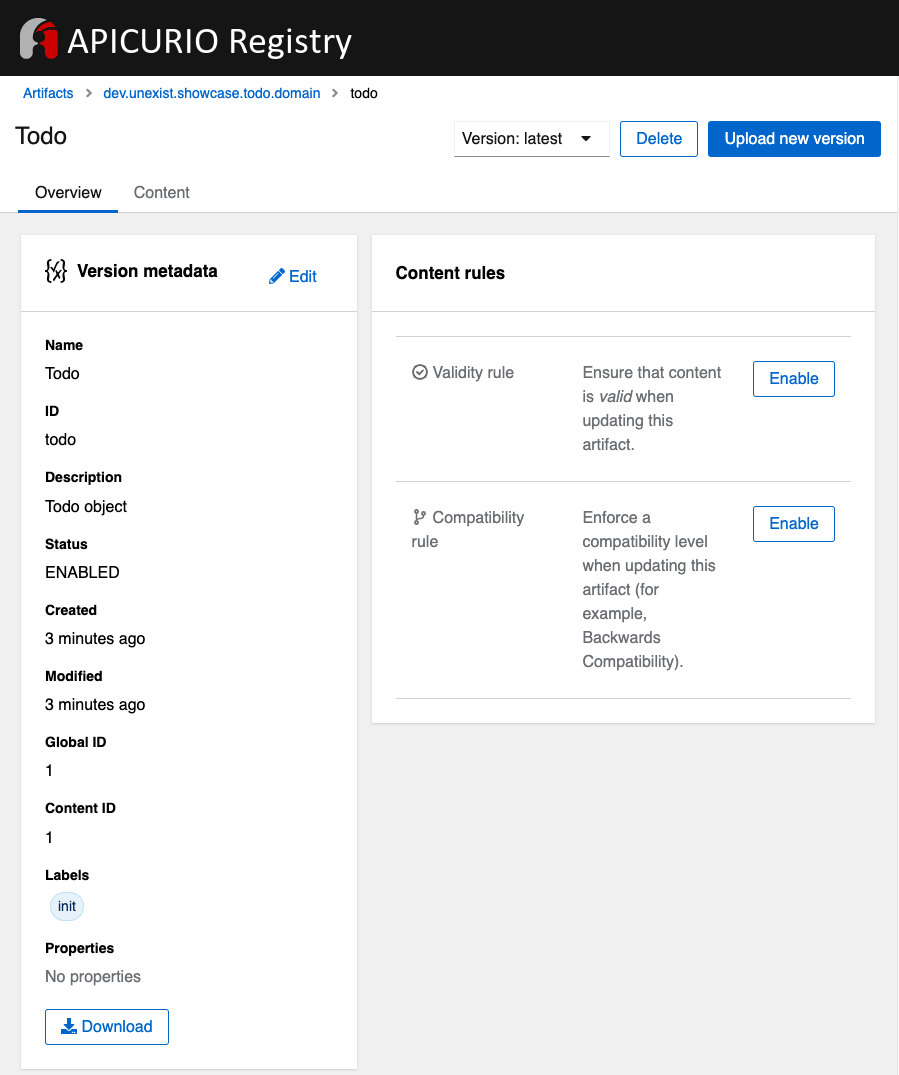 APICURIO Registry
Artifacts > dev.unexist.showcase.todo.domain > todo
Todo
Version: latest
Delete
Upload new version
Overview
Content
{x} Version metadata
Edit
Name
Todo
ID
todo
Description
Todo object
Status
ENABLED
Created
3 minutes ago
Modified
3 minutes ago
Global ID
1
Content ID
1
Labels
init
Properties
No properties
Download
Content rules
Validity rule
Ensure that content
is valid when
updating this
artifact.
Enable
Compatibility
rule
Enforce a
compatibility level
when updating this
artifact (for
example,
Backwards
Compatibility).
Enable